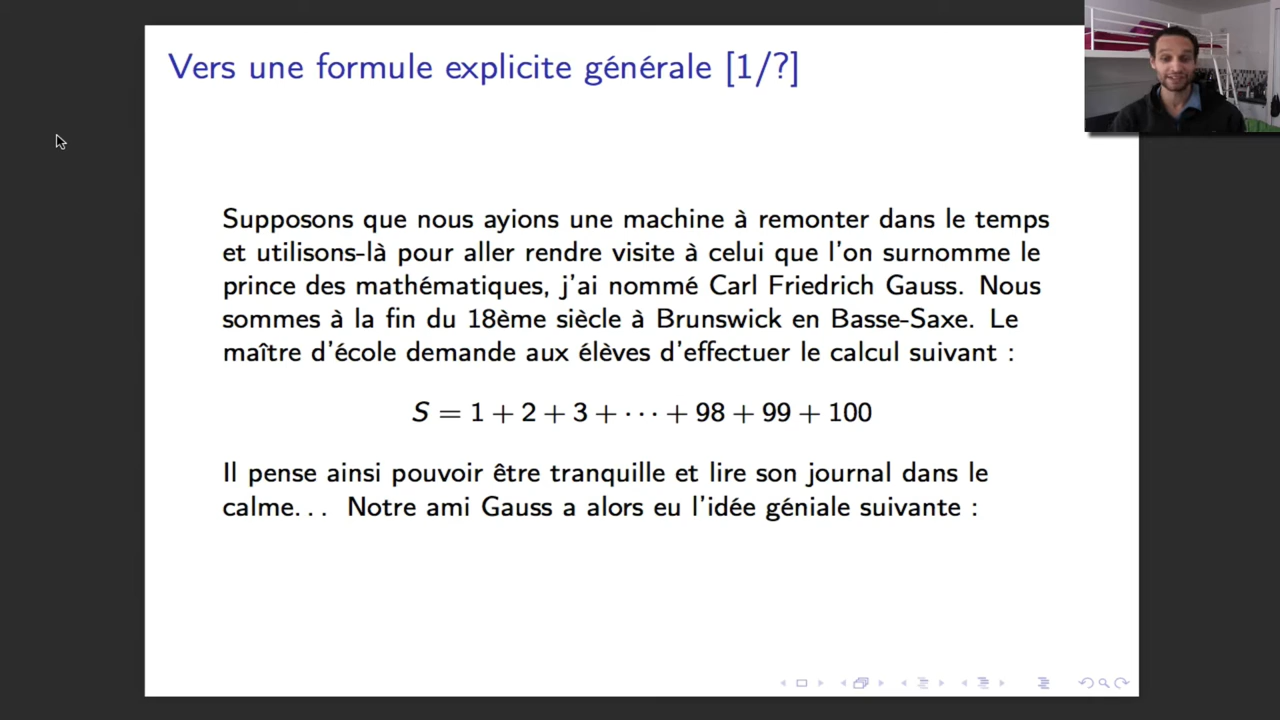 Vers une formule explicite générale [1/?]
Supposons que nous ayions une machine à remonter dans le temps
et utilisons-là pour aller rendre visite à celui que l'on surnomme le
prince des mathématiques, j'ai nommé Carl Friedrich Gauss. Nous
sommes à la fin du 18ème siècle à Brunswick en Basse-Saxe. Le
maître d'école demande aux élèves d'effectuer le calcul suivant :
S = 1 + 2 + 3 + · · · + 98 + 99 + 100
Il pense ainsi pouvoir être tranquille et lire son journal dans le
calme... Notre ami Gauss a alors eu l'idée géniale suivante :